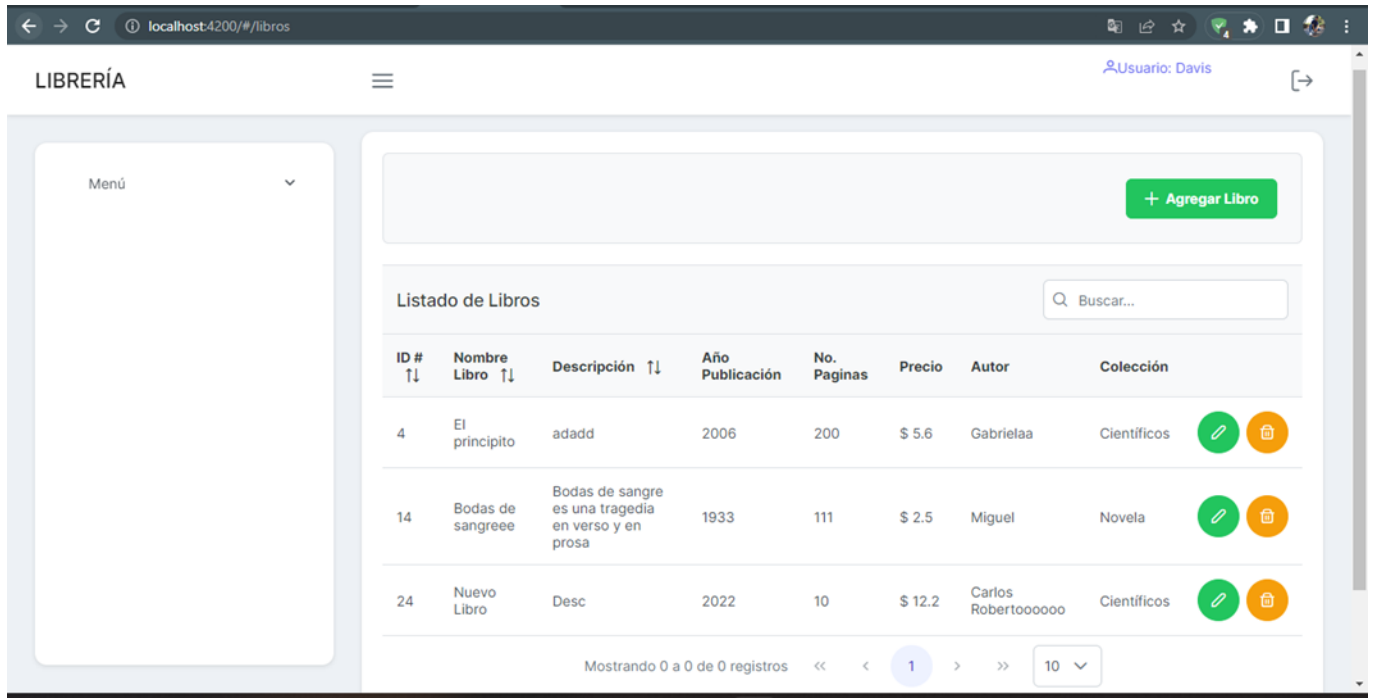 localhost:4200/#/libros
4
LIBRERÍA
Usuario: Davis
Menú
+ Agregar Libro
Listado de Libros
Buscar...
ID # Nombre Libro Descripción Año Publicación No. Paginas Precio Autor Colección
4 El principito adadd 2006 200 $ 5.6 Gabrielaa Científicos
14 Bodas de sangreee Bodas de sangre es una tragedia en verso y en prosa 1933 111 $ 2.5 Miguel Novela
24 Nuevo Libro Desc 2022 10 $ 12.2 Carlos Robertoooooo Científicos
Mostrando 0 a 0 de 0 registros << < 1 > >> 10